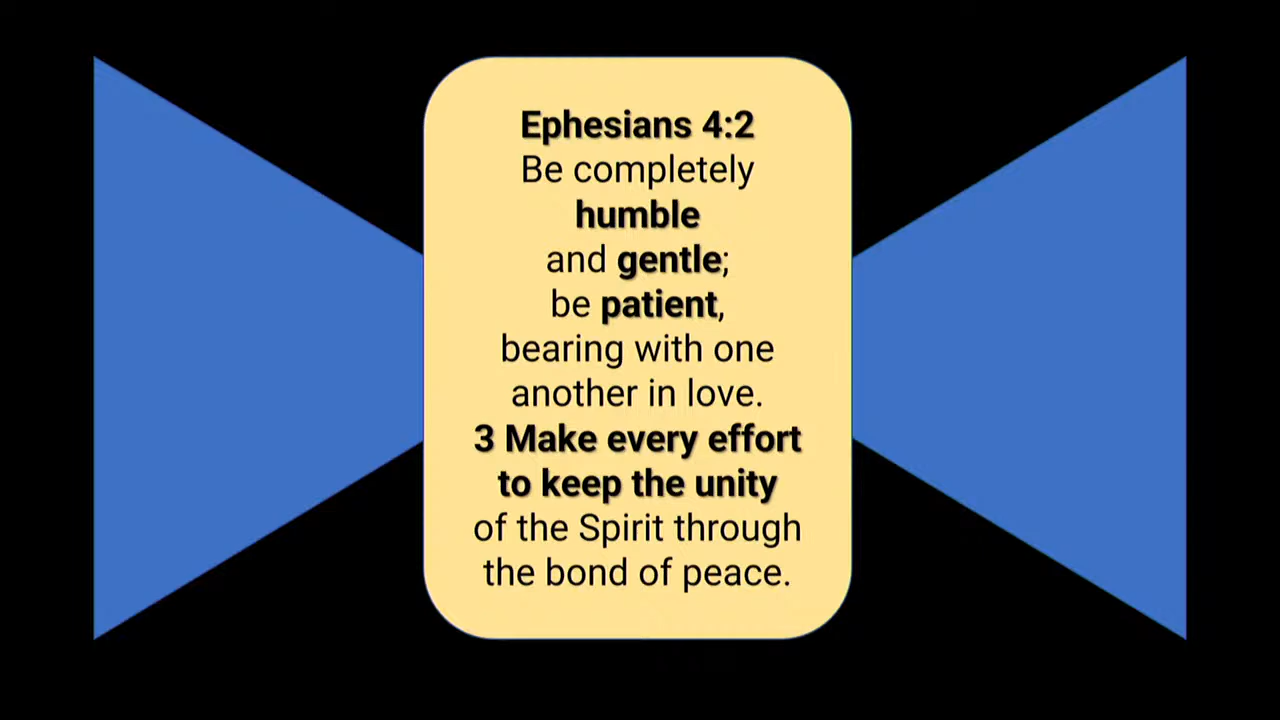 Ephesians 4:2
Be completely
humble
and gentle;
be patient,
bearing with one
another in love.
3 Make every effort
to keep the unity
of the Spirit through
the bond of peace.